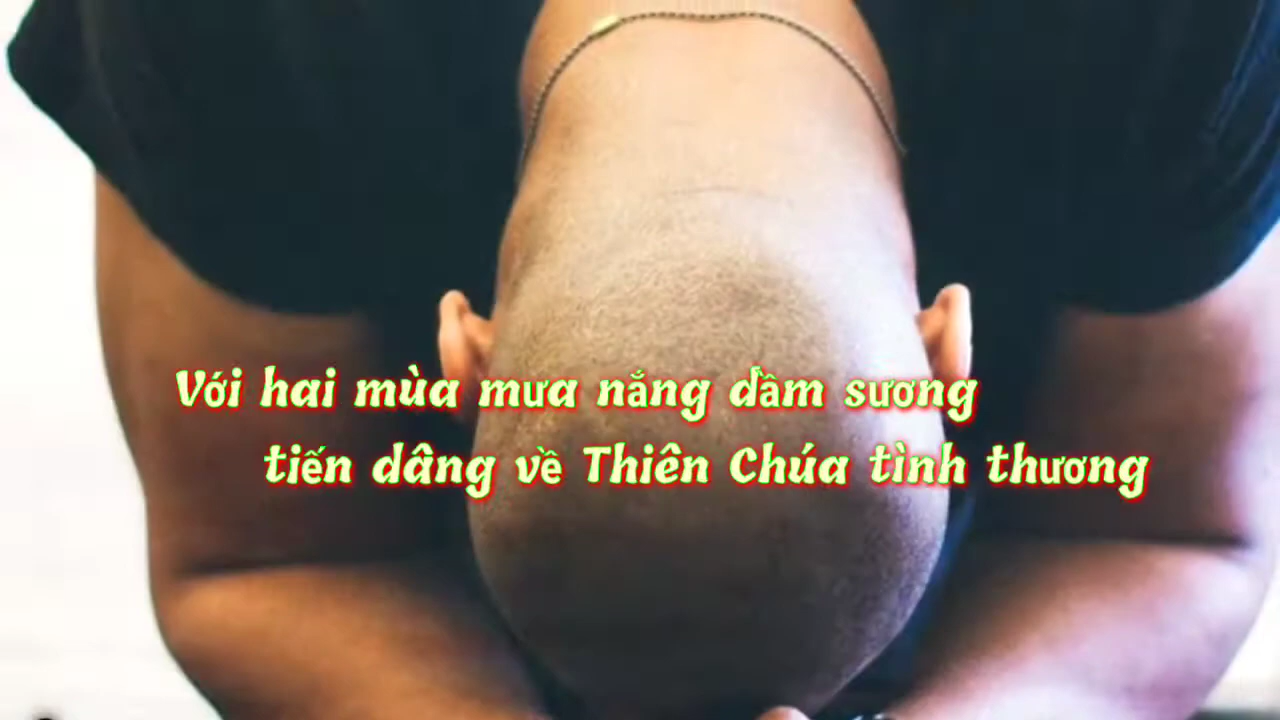 Với hai mùa mưa nắng dầm sương
tiến dâng về Thiên Chúa tình thương